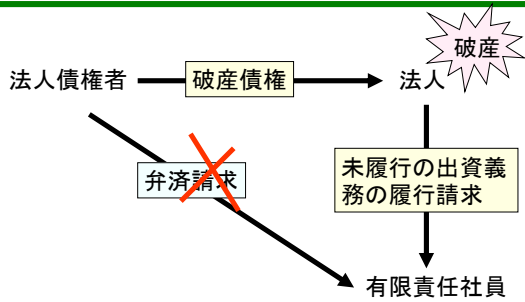 破産
法人債権者
破産債権
法人
弁済請求
未履行の出資義
務の履行請求
有限責任社員